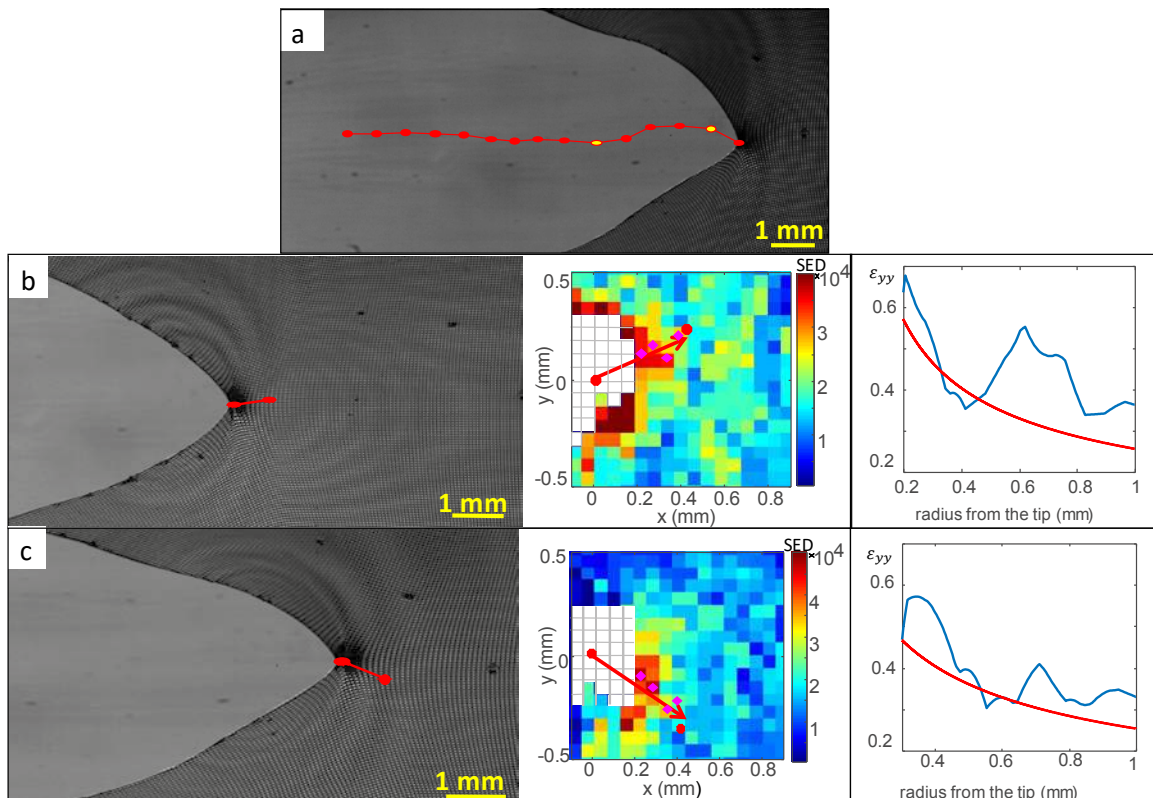 a
1 mm
b
1 mm
SED
×10⁴
0.5
0
-0.5
y (mm)
0 0.2 0.4 0.6 0.8
x (mm)
4
3
2
1
εyy
0.6
0.4
0.2
0.2 0.4 0.6 0.8 1
radius from the tip (mm)
c
1 mm
SED
×10⁴
0.5
0
-0.5
y (mm)
0 0.2 0.4 0.6 0.8
x (mm)
4
3
2
1
εyy
0.6
0.4
0.2
0.4 0.6 0.8 1
radius from the tip (mm)